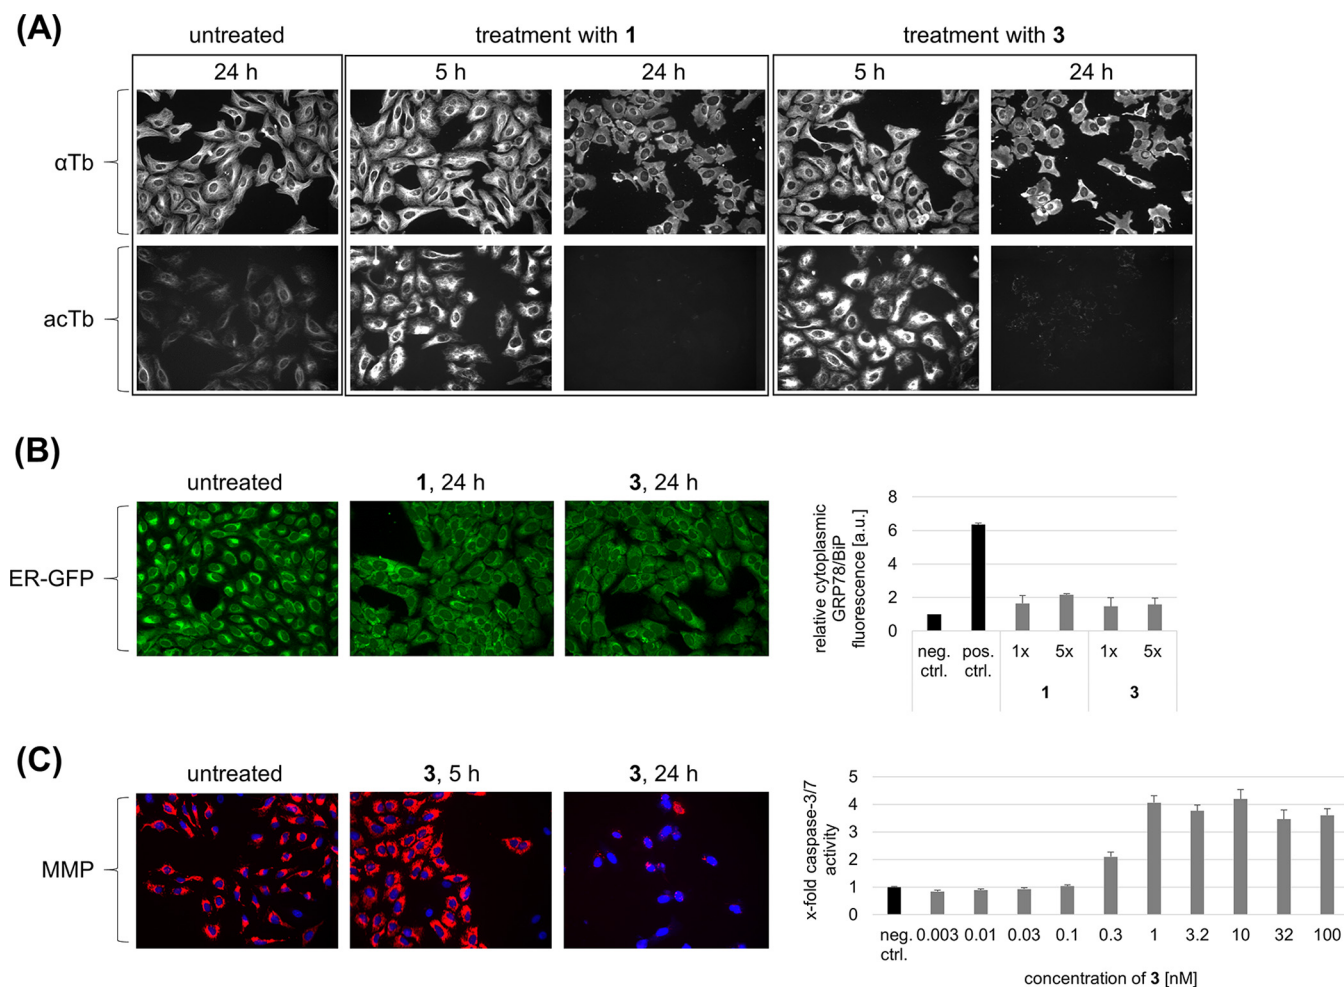 (A)
untreated
treatment with 1
treatment with 3
24 h
5 h
24 h
5 h
24 h
αTb
acTb
(B)
untreated
1, 24 h
3, 24 h
ER-GFP
relative cytoplasmic
GRP78/BiP
fluorescence [a.u.]
8
6
4
2
0
neg.
ctrl.
pos.
ctrl.
1x
5x
1x
5x
1
3
(C)
untreated
3, 5 h
3, 24 h
MMP
x-fold caspase-3/7
activity
5
4
3
2
1
0
neg.
ctrl.
0.003
0.01
0.03
0.1
0.3
1
3.2
10
32
100
concentration of 3 [nM]